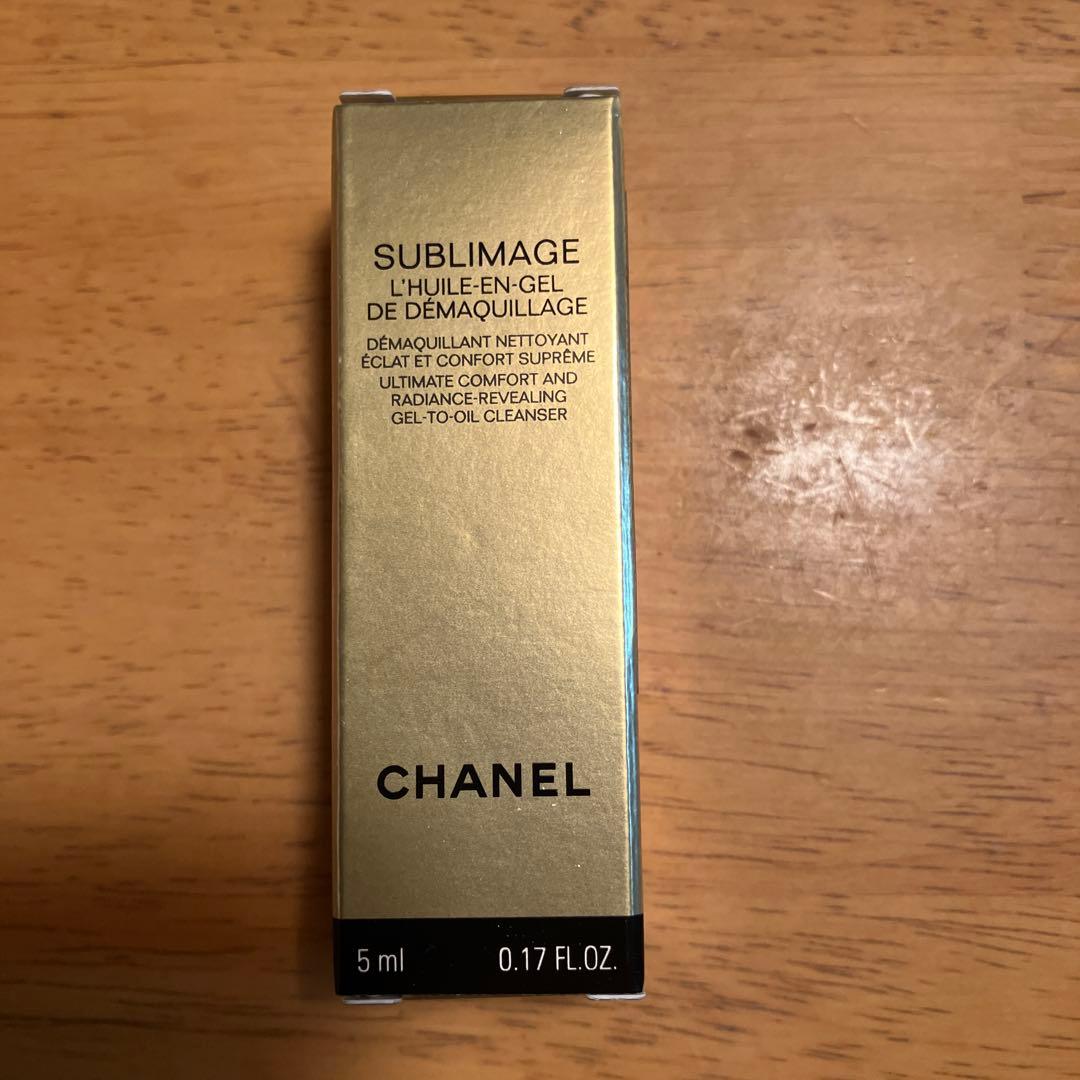 SUBLIMAGE
L'HUILE-EN-GEL
DE DÉMAQUILLAGE
DÉMAQUILLANT NETTOYANT
ÉCLAT ET CONFORT SUPRÊME
ULTIMATE COMFORT AND
RADIANCE-REVEALING
GEL-TO-OIL CLEANSER
CHANEL
5 ml 0.17 FL.OZ.